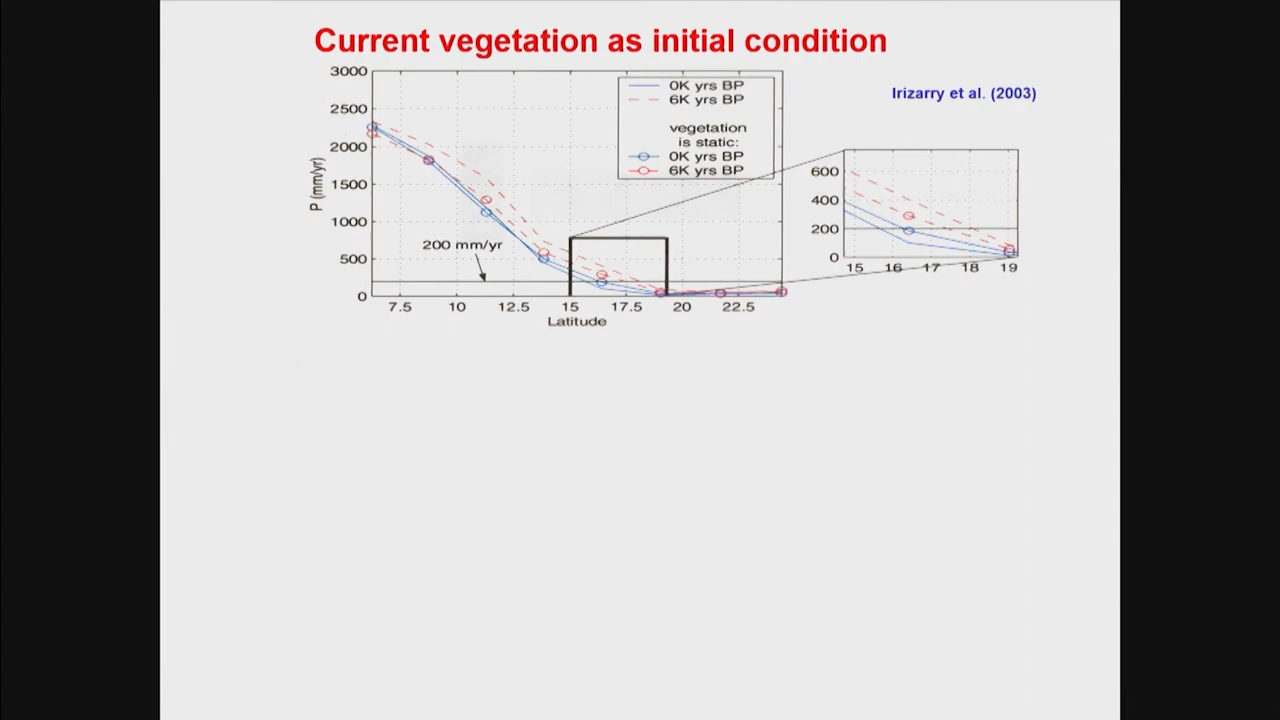 Current vegetation as initial condition
Irizarry et al. (2003)
3000
2500
2000
1500
1000
500
0
P (mm/yr)
0K yrs BP
6K yrs BP
vegetation
is static:
0K yrs BP
6K yrs BP
200 mm/yr
7.5 10 12.5 15 17.5 20 22.5
Latitude
600
400
200
0
15 16 17 18 19